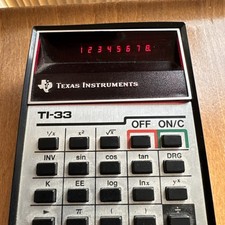 12345678.
TEXAS INSTRUMENTS
TI-33
OFF ON/C
1/x x² √x
INV sin cos tan DRG
K EE log lnx yˣ
π ( ) ÷